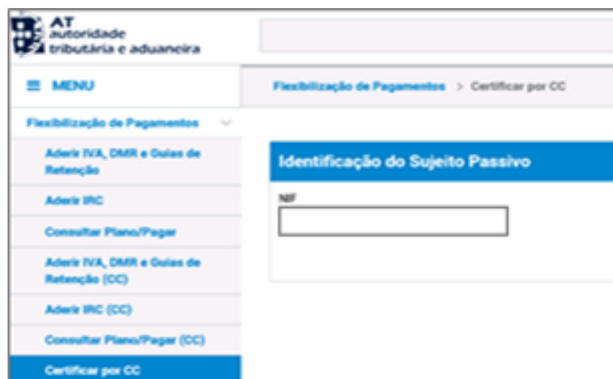 AT
autoridade
tributária e aduaneira
MENU
Flexibilização de Pagamentos > Certificar por CC
Flexibilização de Pagamentos
Aderir IVA, DMR e Guias de
Retenção
Aderir IRC
Consultar Plano/Pagar
Aderir IVA, DMR e Guias de
Retenção (CC)
Aderir IRC (CC)
Consultar Plano/Pagar (CC)
Certificar por CC
Identificação do Sujeito Passivo
NIF